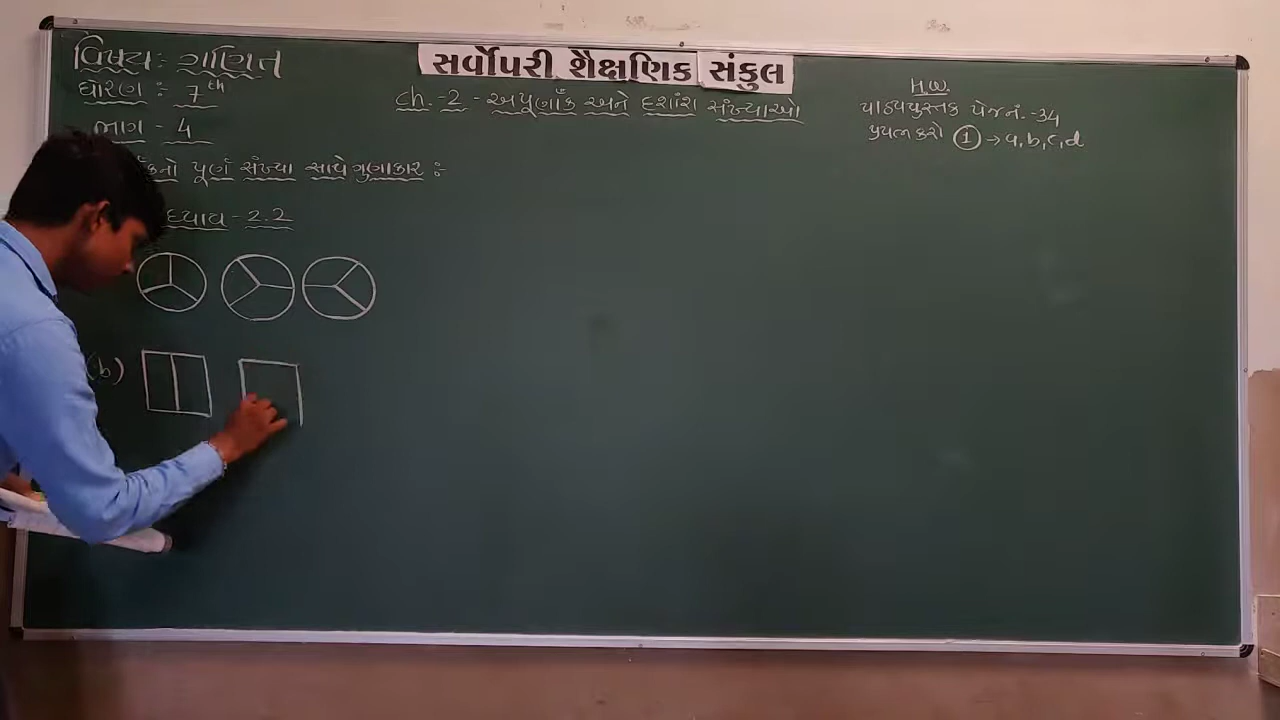 વિષય : ગણિત
ધોરણ : 7th
ભાગ - 4
સર્વોપરી શૈક્ષણિક સંકુલ
ch.-2 - અપૂર્ણાંક અને દશાંશ સંખ્યાઓ
H.W.
પાઠ્યપુસ્તક પેજ નં. -34
પ્રયત્ન કરો ① → a, b, c, d
પૂર્ણ સંખ્યા સાથે ગુણાકાર :-
2.2
(b)